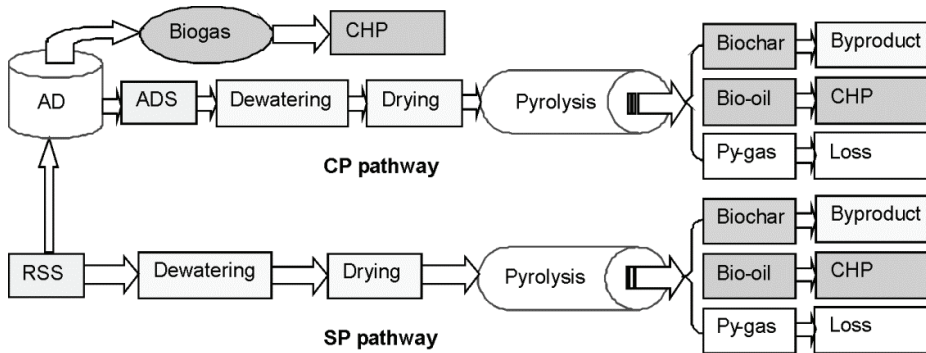 Biogas
CHP
Biochar
Byproduct
AD
ADS
Dewatering
Drying
Pyrolysis
Bio-oil
CHP
Py-gas
Loss
CP pathway
Biochar
Byproduct
RSS
Dewatering
Drying
Pyrolysis
Bio-oil
CHP
Py-gas
Loss
SP pathway